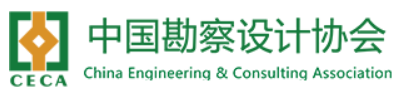 中国勘察设计协会
CECA
China Engineering & Consulting Association